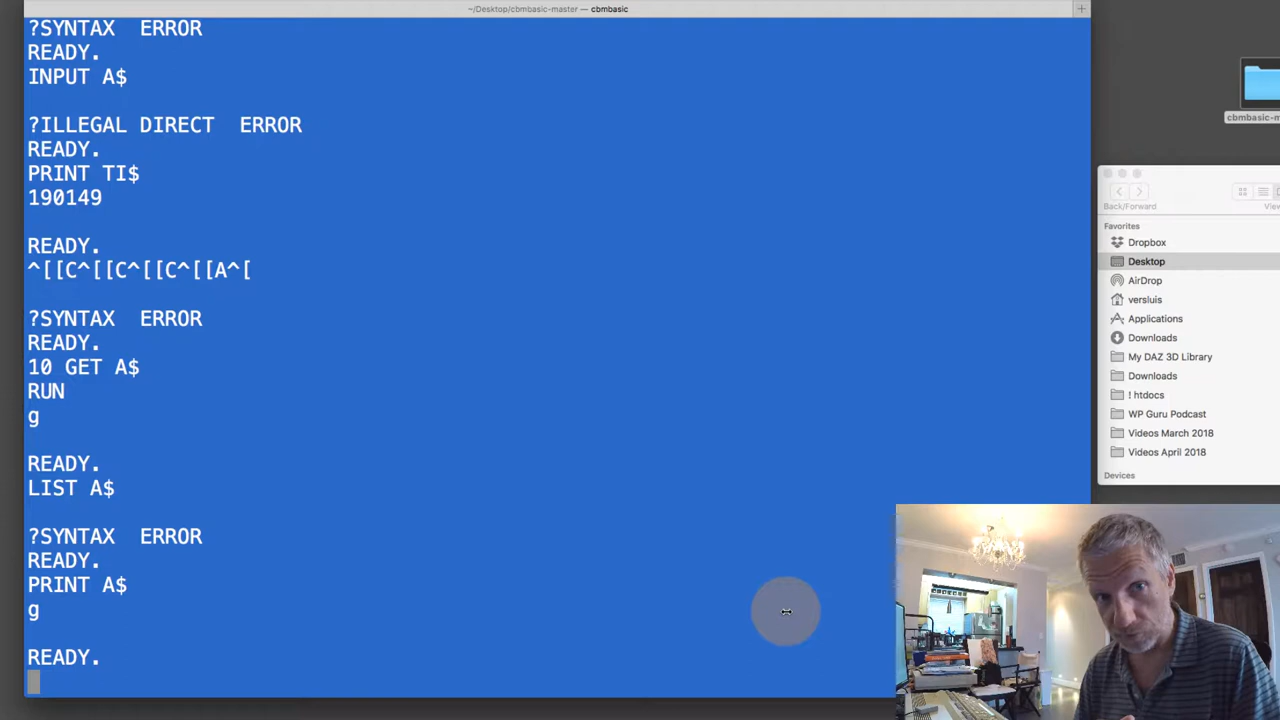 ~/Desktop/cbmbasic-master — cbmbasic
?SYNTAX  ERROR
READY.
INPUT A$
?ILLEGAL DIRECT  ERROR
READY.
PRINT TI$
190149
READY.
^[[C^[[C^[[C^[[A^[
?SYNTAX  ERROR
READY.
10 GET A$
RUN
g
READY.
LIST A$
?SYNTAX  ERROR
READY.
PRINT A$
g
READY.
cbmbasic-m
Back/Forward
View
Favorites
Dropbox
Desktop
AirDrop
versluis
Applications
Downloads
My DAZ 3D Library
Downloads
! htdocs
WP Guru Podcast
Videos March 2018
Videos April 2018
Devices